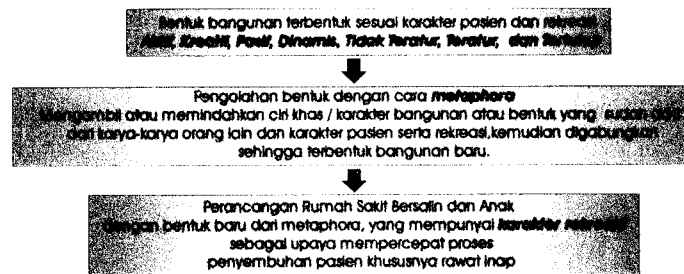 Bentuk bangunan terbentuk sesuai karakter pasien dan rekreasi
Aktif, Kreatif, Pasif, Dinamis, Tidak Teratur, Teratur, dan
Pengolahan bentuk dengan cara metaphora
Mengambil atau memindahkan ciri khas / karakter bangunan atau bentuk yang sudah ada
dari karya-karya orang lain dan karakter pasien serta rekreasi,kemudian digabungkan
sehingga terbentuk bangunan baru.
Perancangan Rumah Sakit Bersalin dan Anak
dengan bentuk baru dari metaphora, yang mempunyai karakter rekreatif
sebagai upaya mempercepat proses
penyembuhan pasien khususnya rawat inap